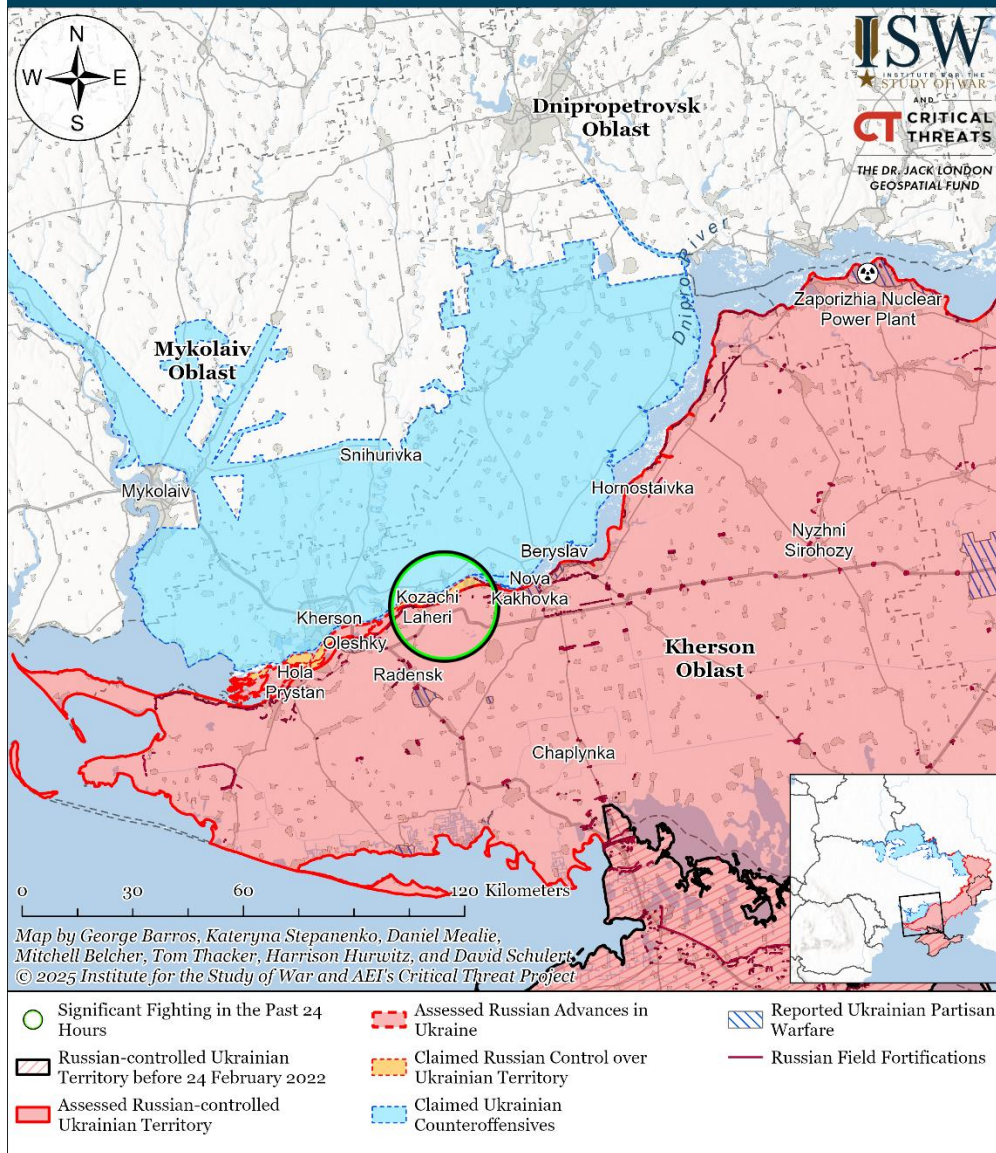 N
W E
S
ISW
INSTITUTE FOR THE
STUDY OF WAR
AND
CT CRITICAL
THREATS
THE DR. JACK LONDON
GEOSPATIAL FUND
Dnipropetrovsk
Oblast
Dnipro River
Zaporizhia Nuclear
Power Plant
Mykolaiv
Oblast
Snihurivka
Mykolaiv
Hornostaivka
Nyzhni
Sirohozy
Beryslav
Nova
Kakhovka
Kozachi
Laheri
Kherson
Oleshky
Kherson
Oblast
Hola
Prystan
Radensk
Chaplynka
0 30 60 120 Kilometers
Map by George Barros, Kateryna Stepanenko, Daniel Mealie,
Mitchell Belcher, Tom Thacker, Harrison Hurwitz, and David Schulert
© 2025 Institute for the Study of War and AEI's Critical Threat Project
Significant Fighting in the Past 24
Hours
Russian-controlled Ukrainian
Territory before 24 February 2022
Assessed Russian-controlled
Ukrainian Territory
Assessed Russian Advances in
Ukraine
Claimed Russian Control over
Ukrainian Territory
Claimed Ukrainian
Counteroffensives
Reported Ukrainian Partisan
Warfare
Russian Field Fortifications